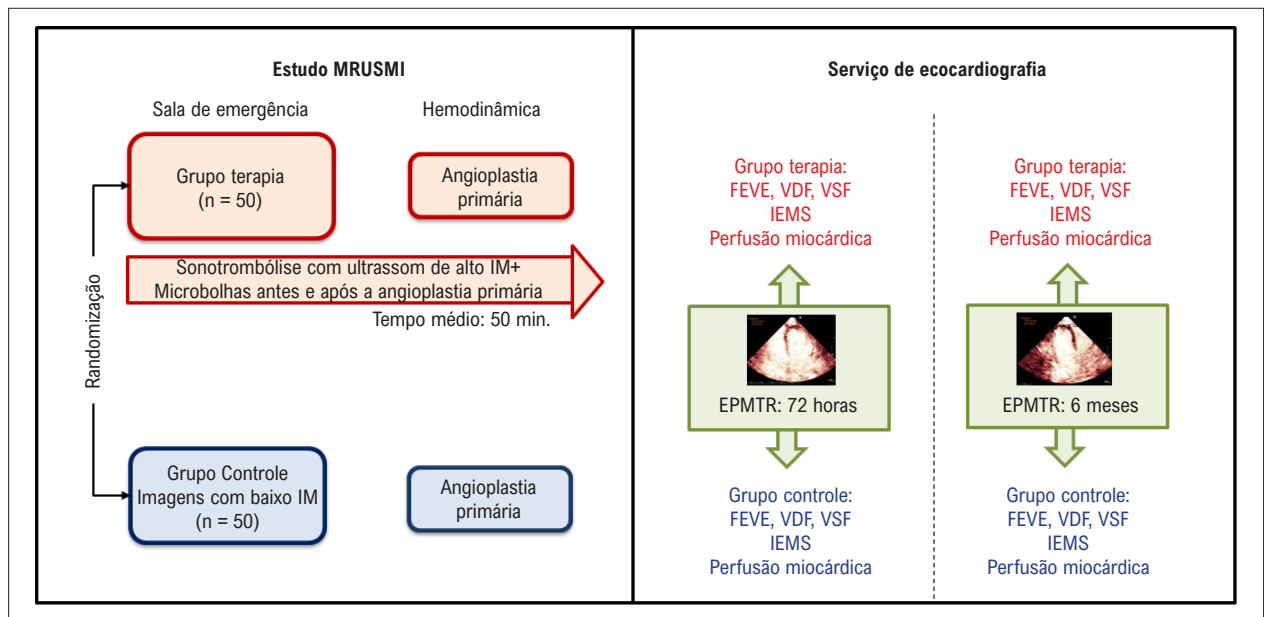 Estudo MRUSMI
Sala de emergência
Hemodinâmica
Randomização
Grupo terapia
(n = 50)
Angioplastia
primária
Sonotrombólise com ultrassom de alto IM+
Microbolhas antes e após a angioplastia primária
Tempo médio: 50 min.
Grupo Controle
Imagens com baixo IM
(n = 50)
Angioplastia
primária
Serviço de ecocardiografia
Grupo terapia:
FEVE, VDF, VSF
IEMS
Perfusão miocárdica
EPMTR: 72 horas
Grupo controle:
FEVE, VDF, VSF
IEMS
Perfusão miocárdica
Grupo terapia:
FEVE, VDF, VSF
IEMS
Perfusão miocárdica
EPMTR: 6 meses
Grupo controle:
FEVE, VDF, VSF
IEMS
Perfusão miocárdica